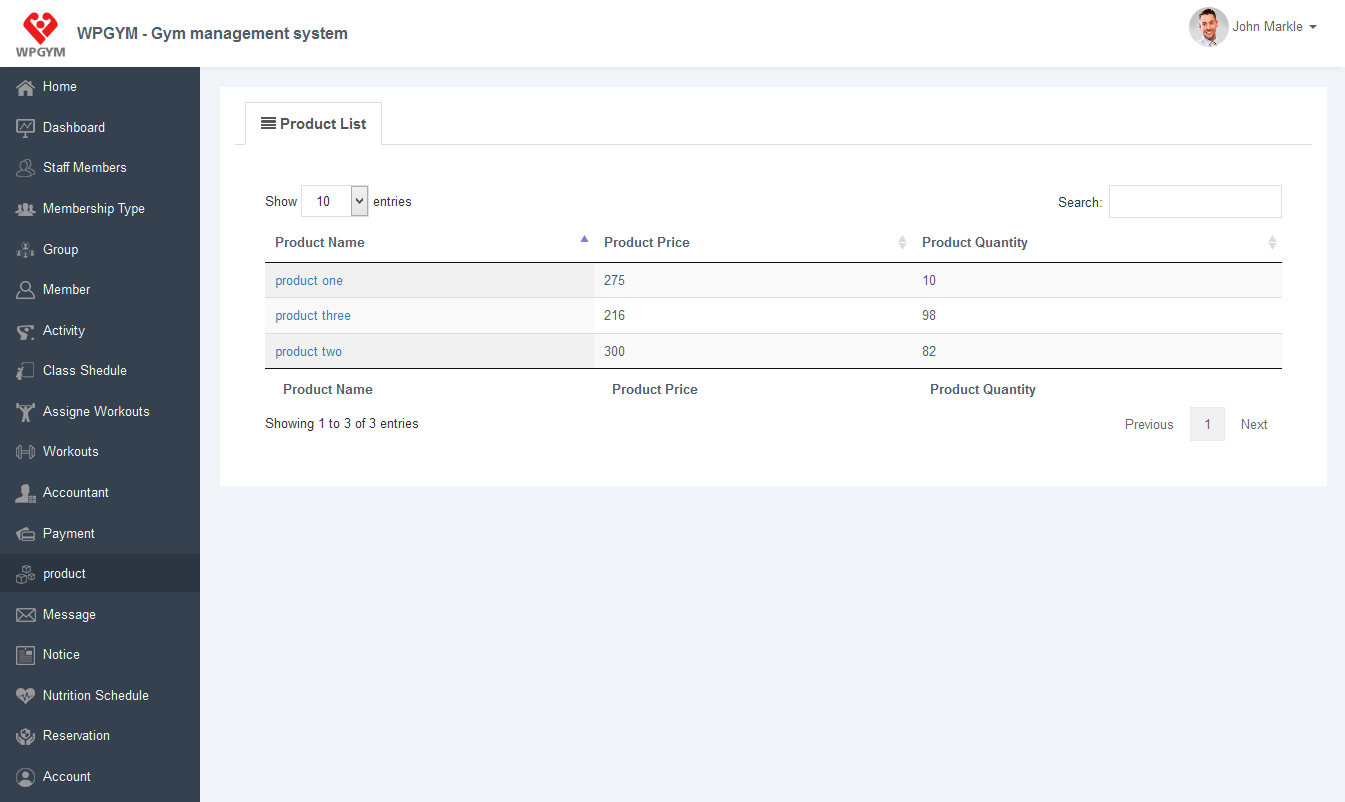 WPGYM
WPGYM - Gym management system
John Markle
Home
Dashboard
Staff Members
Membership Type
Group
Member
Activity
Class Shedule
Assigne Workouts
Workouts
Accountant
Payment
product
Message
Notice
Nutrition Schedule
Reservation
Account
Product List
Show 10 entries Search:
Product Name Product Price Product Quantity
product one 275 10
product three 216 98
product two 300 82
Product Name Product Price Product Quantity
Showing 1 to 3 of 3 entries Previous 1 Next